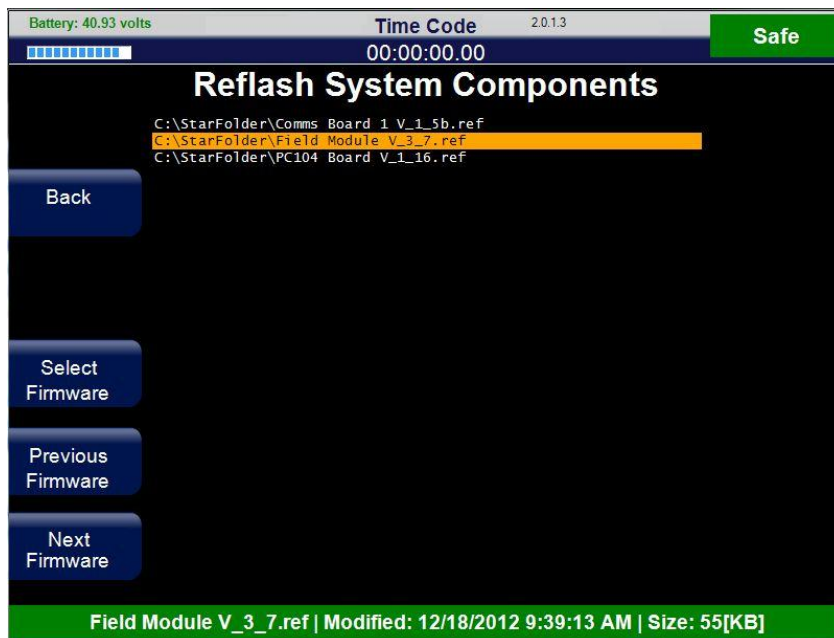 Battery: 40.93 volts
Time Code
2.0.1.3
Safe
00:00:00.00
Reflash System Components
C:\StarFolder\Comms Board 1 V_1_5b.ref
C:\StarFolder\Field Module V_3_7.ref
C:\StarFolder\PC104 Board V_1_16.ref
Back
Select
Firmware
Previous
Firmware
Next
Firmware
Field Module V_3_7.ref | Modified: 12/18/2012 9:39:13 AM | Size: 55[KB]